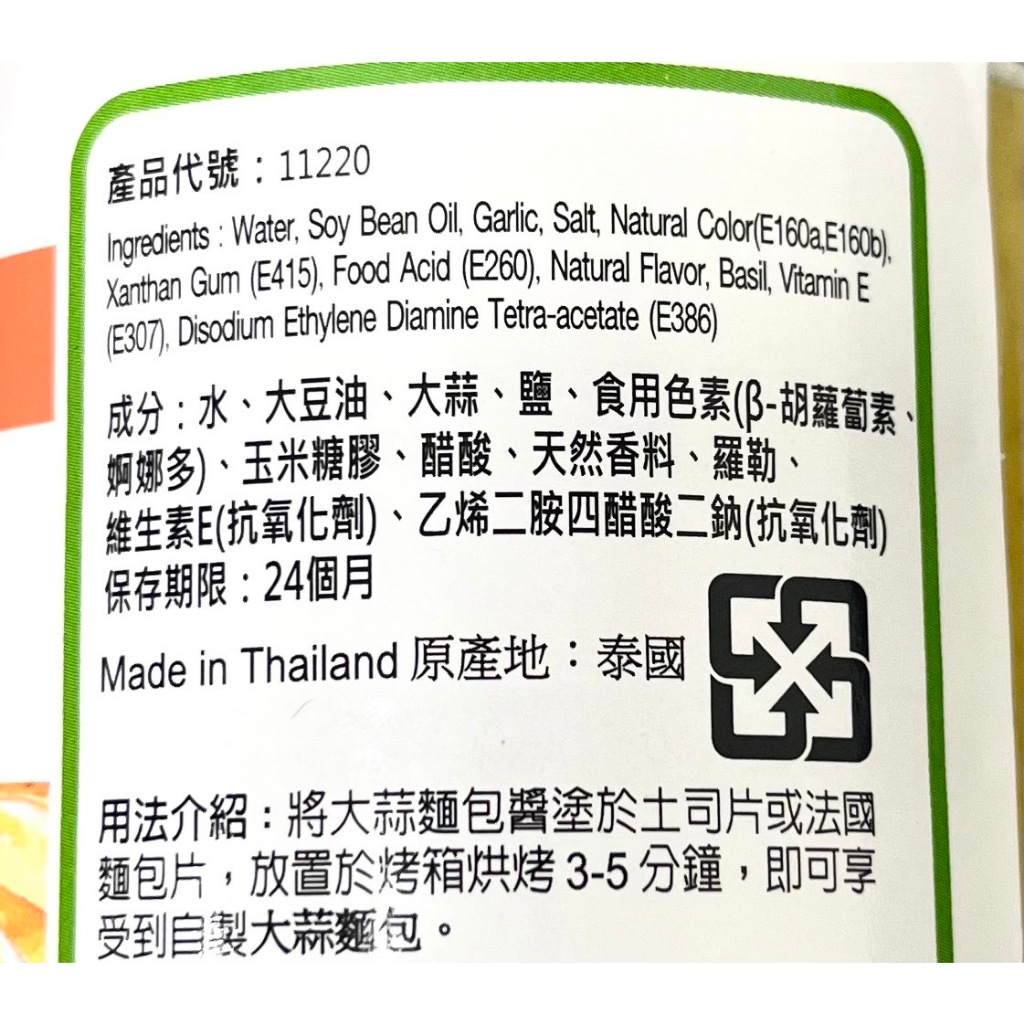 產品代號：11220
Ingredients : Water, Soy Bean Oil, Garlic, Salt, Natural Color(E160a,E160b),
Xanthan Gum (E415), Food Acid (E260), Natural Flavor, Basil, Vitamin E
(E307), Disodium Ethylene Diamine Tetra-acetate (E386)
成分：水、大豆油、大蒜、鹽、食用色素(β-胡蘿蔔素、
婀娜多)、玉米糖膠、醋酸、天然香料、羅勒、
維生素E(抗氧化劑)、乙烯二胺四醋酸二鈉(抗氧化劑)
保存期限：24個月
Made in Thailand 原產地：泰國
用法介紹：將大蒜麵包醬塗於土司片或法國
麵包片，放置於烤箱烘烤 3-5 分鐘，即可享
受到自製大蒜麵包。